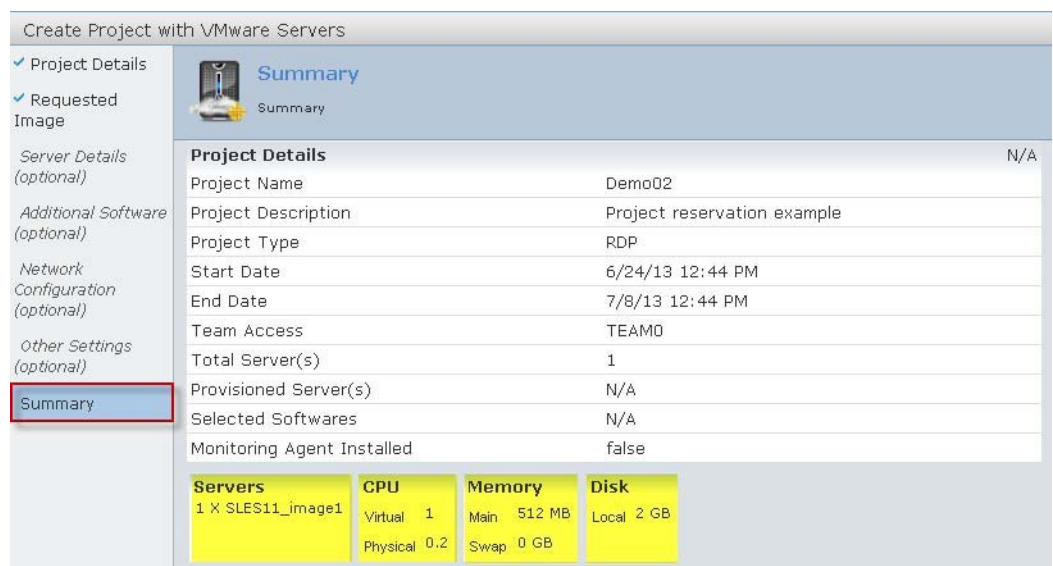 Create Project with VMware Servers
Project Details
Requested
Image
Server Details
(optional)
Additional Software
(optional)
Network
Configuration
(optional)
Other Settings
(optional)
Summary
Summary
Summary
Project Details N/A
Project Name Demo02
Project Description Project reservation example
Project Type RDP
Start Date 6/24/13 12:44 PM
End Date 7/8/13 12:44 PM
Team Access TEAM0
Total Server(s) 1
Provisioned Server(s) N/A
Selected Softwares N/A
Monitoring Agent Installed false
Servers
1 X SLES11_image1
CPU
Virtual 1
Physical 0.2
Memory
Main 512 MB
Swap 0 GB
Disk
Local 2 GB